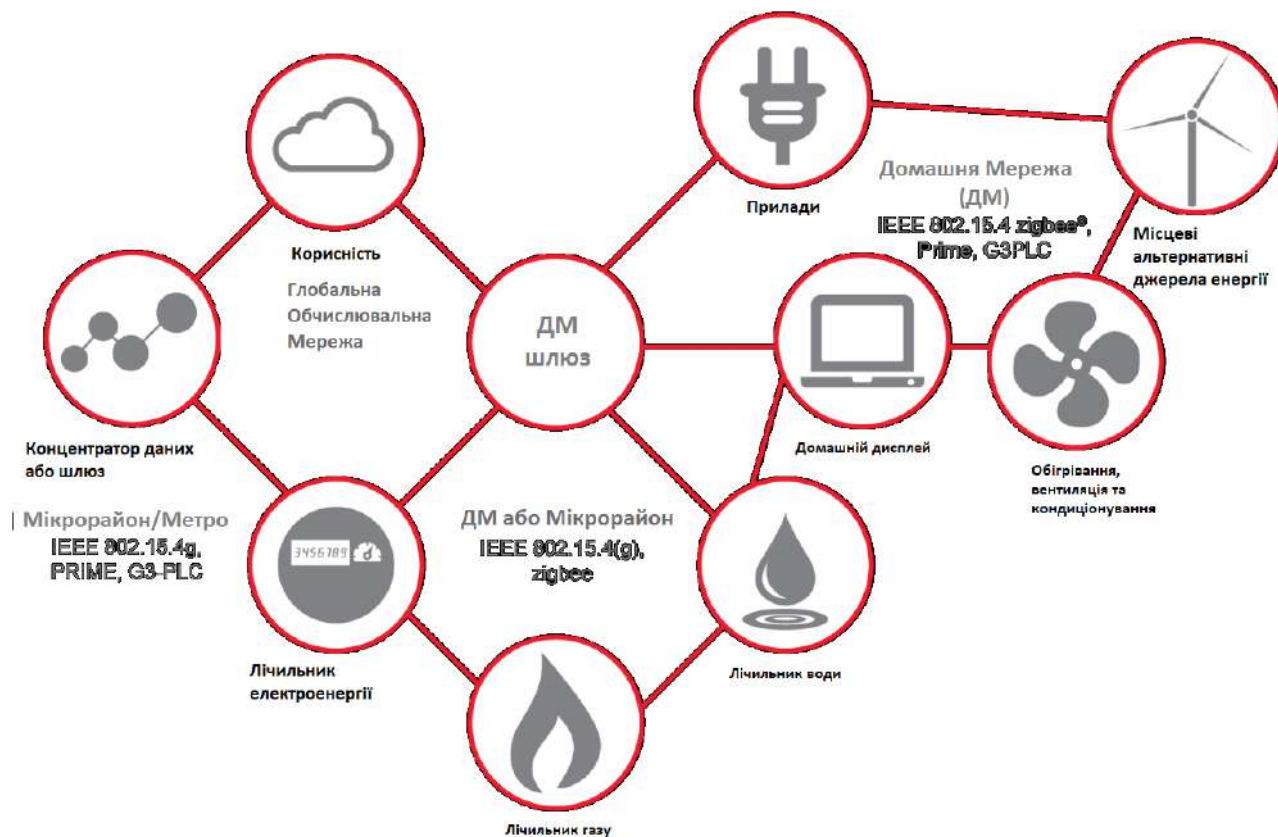 Корисність
Глобальна
Обчислювальна
Мережа
Прилади
Домашня Мережа
(ДМ)
IEEE 802.15.4 zigbee®,
Prime, G3PLC
Місцеві
альтернативні
джерела енергії
ДМ
шлюз
Концентратор даних
або шлюз
Домашній дисплей
Обігрівання,
вентиляція та
кондиціонування
| Мікрорайон/Метро
IEEE 802.15.4g,
PRIME, G3-PLC
3456789
ДМ або Мікрорайон
IEEE 802.15.4(g),
zigbee
Лічильник
електроенергії
Лічильник води
Лічильник газу